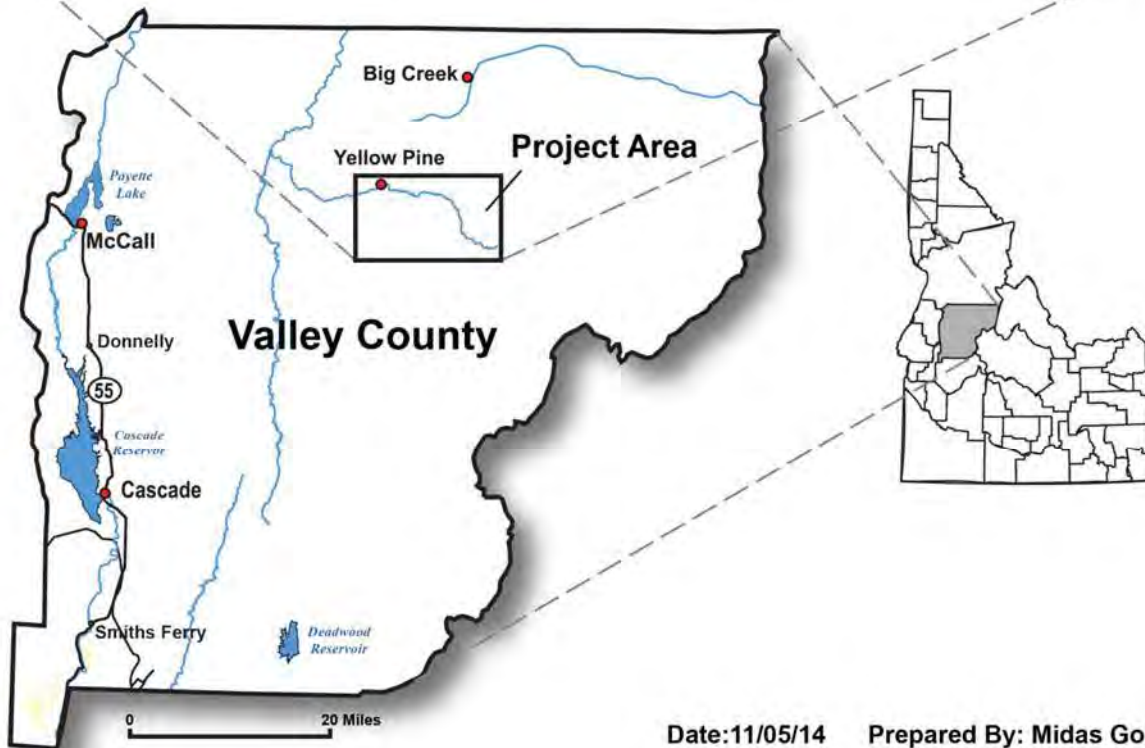 Big Creek
Yellow Pine
Project Area
Payette
Lake
McCall
Valley County
Donnelly
55
Cascade
Reservor
Cascade
Smiths Ferry
Deadwood
Reservoir
0 20 Miles
Date:11/05/14 Prepared By: Midas Go